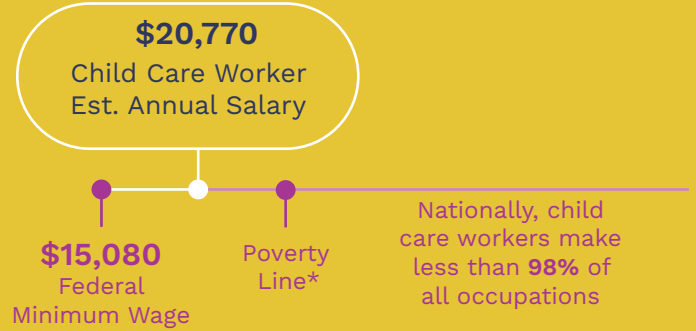 $20,770
Child Care Worker
Est. Annual Salary
$15,080
Federal
Minimum Wage
Poverty
Line*
Nationally, child
care workers make
less than 98% of
all occupations